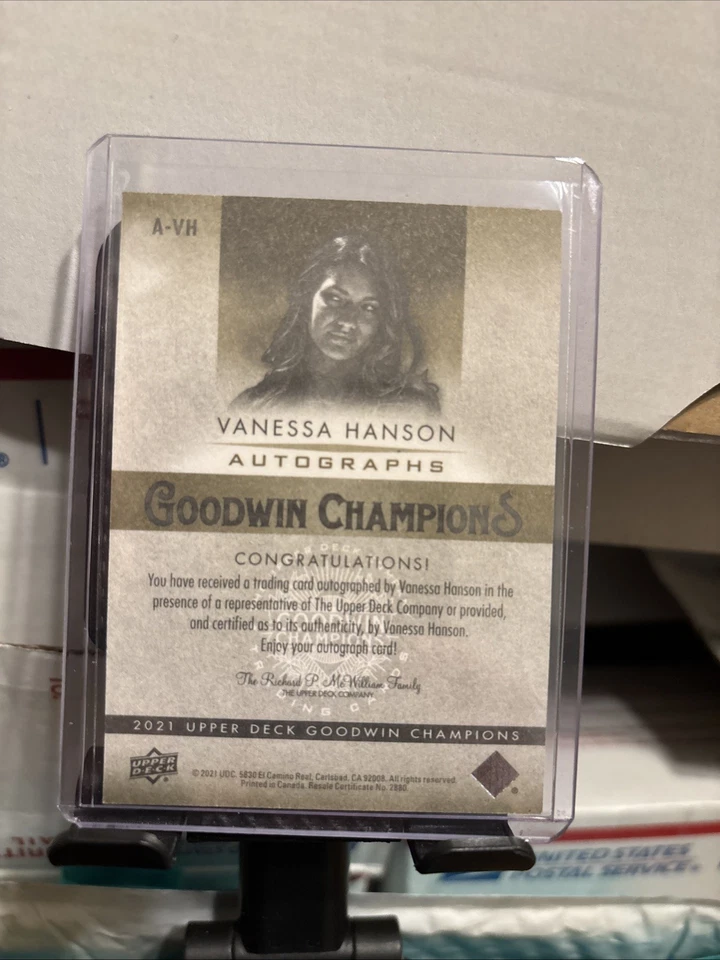 A-VH
VANESSA HANSON
AUTOGRAPHS
GOODWIN CHAMPIONS
CONGRATULATIONS!
You have received a trading card autographed by Vanessa Hanson in the
presence of a representative of The Upper Deck Company or provided,
and certified as to its authenticity, by Vanessa Hanson.
Enjoy your autograph card!
The Richard P. McWilliam Family
THE UPPER DECK COMPANY
2021 UPPER DECK GOODWIN CHAMPIONS
UPPER
DECK
© 2021 UDC. 5830 El Camino Real, Carlsbad, CA 92008. All rights reserved.
Printed in Canada. Resale Certificate No. 2880.
UNITED STATES
POSTAL SERVICE®